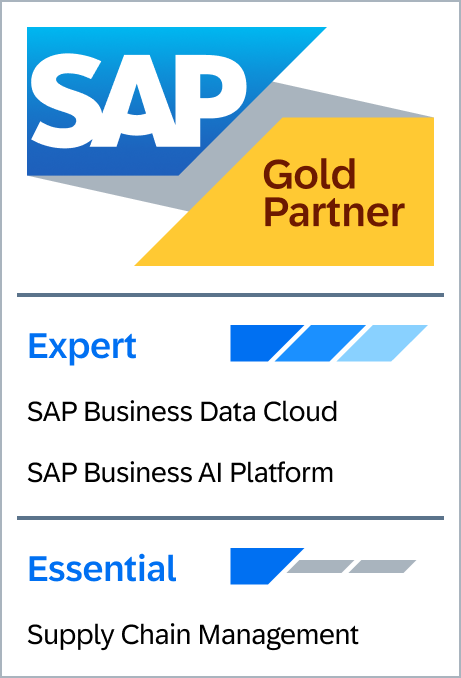 SAP
Gold
Partner
Expert
SAP Business Data Cloud
SAP Business AI Platform
Essential
Supply Chain Management